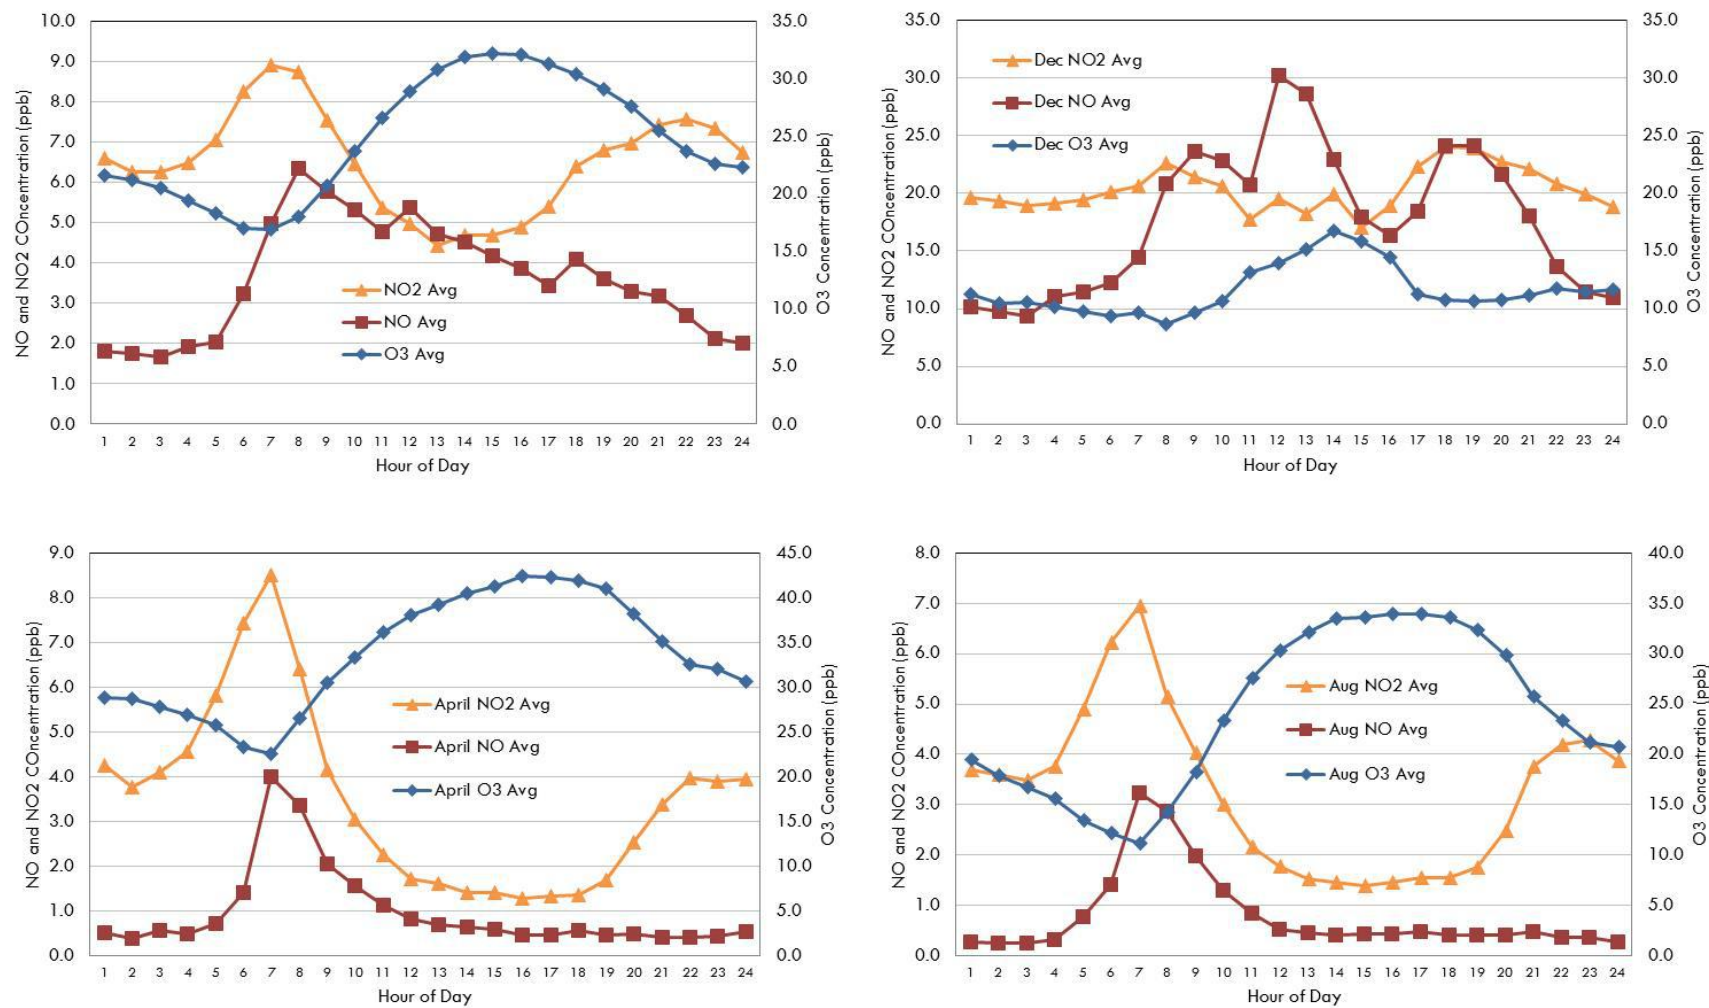 10.0
9.0
8.0
7.0
6.0
5.0
4.0
3.0
2.0
1.0
0.0
NO and NO2 COncentration (ppb)
35.0
30.0
25.0
20.0
15.0
10.0
5.0
0.0
O3 Concentration (ppb)
NO2 Avg
NO Avg
O3 Avg
1 2 3 4 5 6 7 8 9 10 11 12 13 14 15 16 17 18 19 20 21 22 23 24
Hour of Day
35.0
30.0
25.0
20.0
15.0
10.0
5.0
0.0
NO and NO2 COncentration (ppb)
35.0
30.0
25.0
20.0
15.0
10.0
5.0
0.0
O3 Concentration (ppb)
Dec NO2 Avg
Dec NO Avg
Dec O3 Avg
1 2 3 4 5 6 7 8 9 10 11 12 13 14 15 16 17 18 19 20 21 22 23 24
Hour of Day
9.0
8.0
7.0
6.0
5.0
4.0
3.0
2.0
1.0
0.0
NO and NO2 COncentration (ppb)
45.0
40.0
35.0
30.0
25.0
20.0
15.0
10.0
5.0
0.0
O3 Concentration (ppb)
April NO2 Avg
April NO Avg
April O3 Avg
1 2 3 4 5 6 7 8 9 10 11 12 13 14 15 16 17 18 19 20 21 22 23 24
Hour of Day
8.0
7.0
6.0
5.0
4.0
3.0
2.0
1.0
0.0
NO and NO2 COncentration (ppb)
40.0
35.0
30.0
25.0
20.0
15.0
10.0
5.0
0.0
O3 Concentration (ppb)
Aug NO2 Avg
Aug NO Avg
Aug O3 Avg
1 2 3 4 5 6 7 8 9 10 11 12 13 14 15 16 17 18 19 20 21 22 23 24
Hour of Day